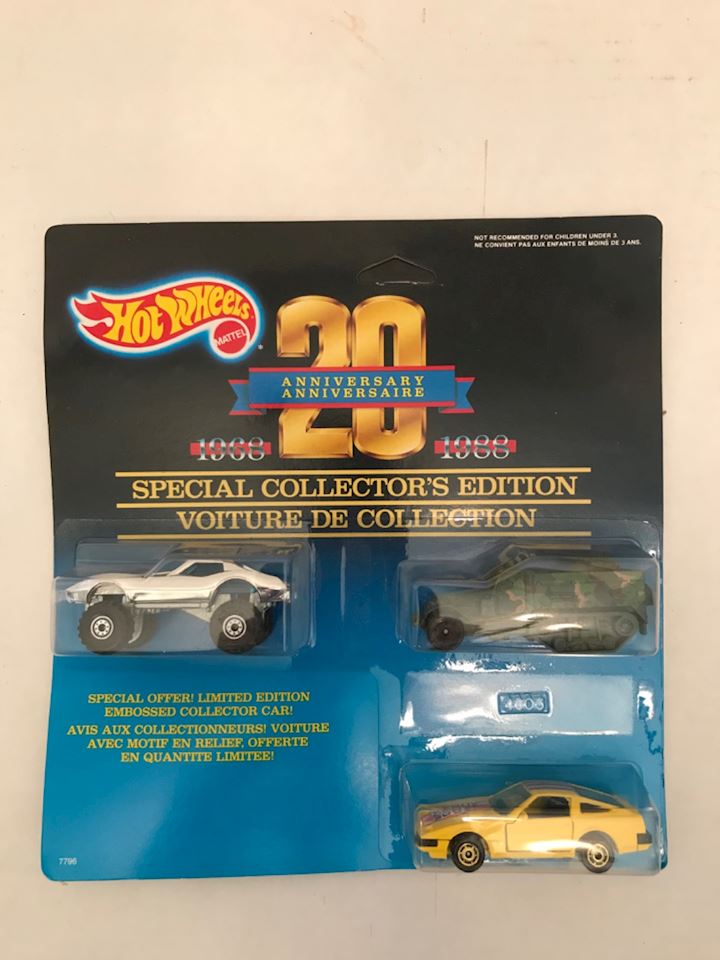 NOT RECOMMENDED FOR CHILDREN UNDER 3.
NE CONVIENT PAS AUX ENFANTS DE MOINS DE 3 ANS.
HOT WHEELS
MATTEL
20
ANNIVERSARY
ANNIVERSAIRE
1968 1988
SPECIAL COLLECTOR'S EDITION
VOITURE DE COLLECTION
SPECIAL OFFER! LIMITED EDITION
EMBOSSED COLLECTOR CAR!
AVIS AUX COLLECTIONNEURS! VOITURE
AVEC MOTIF EN RELIEF, OFFERTE
EN QUANTITE LIMITEE!
7796